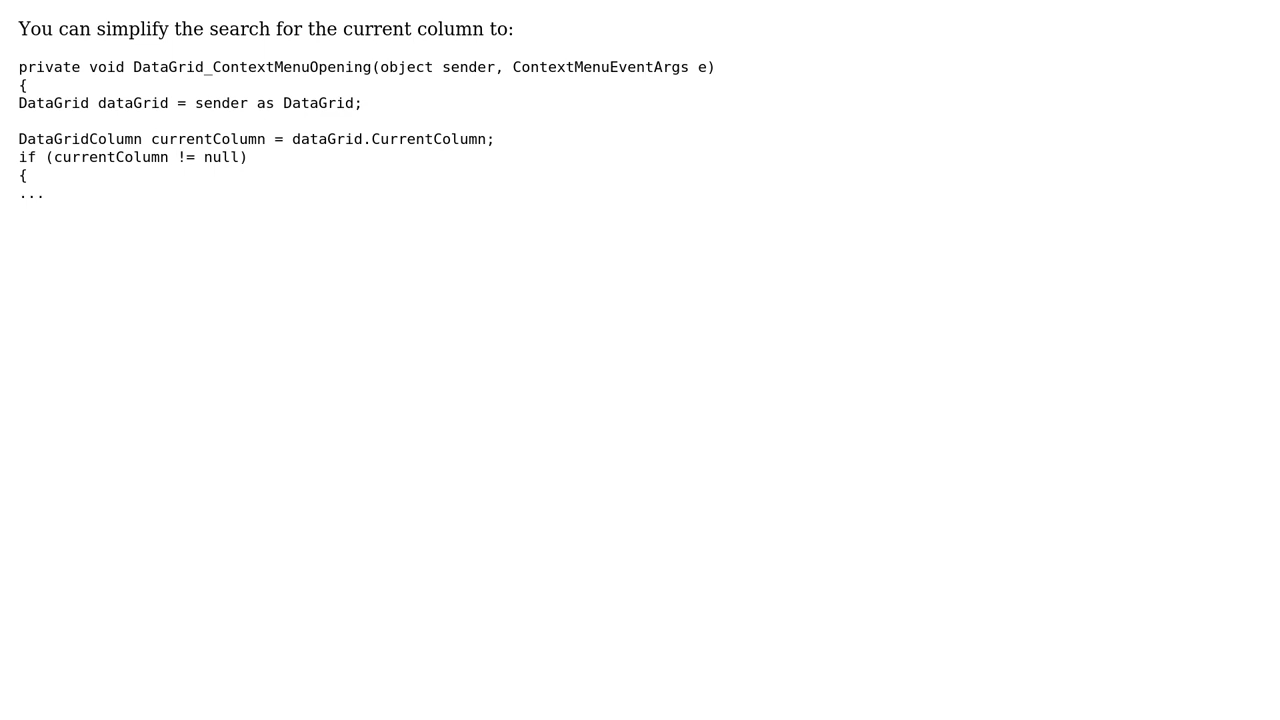 You can simplify the search for the current column to:
private void DataGrid_ContextMenuOpening(object sender, ContextMenuEventArgs e)
{
DataGrid dataGrid = sender as DataGrid;

DataGridColumn currentColumn = dataGrid.CurrentColumn;
if (currentColumn != null)
{
...